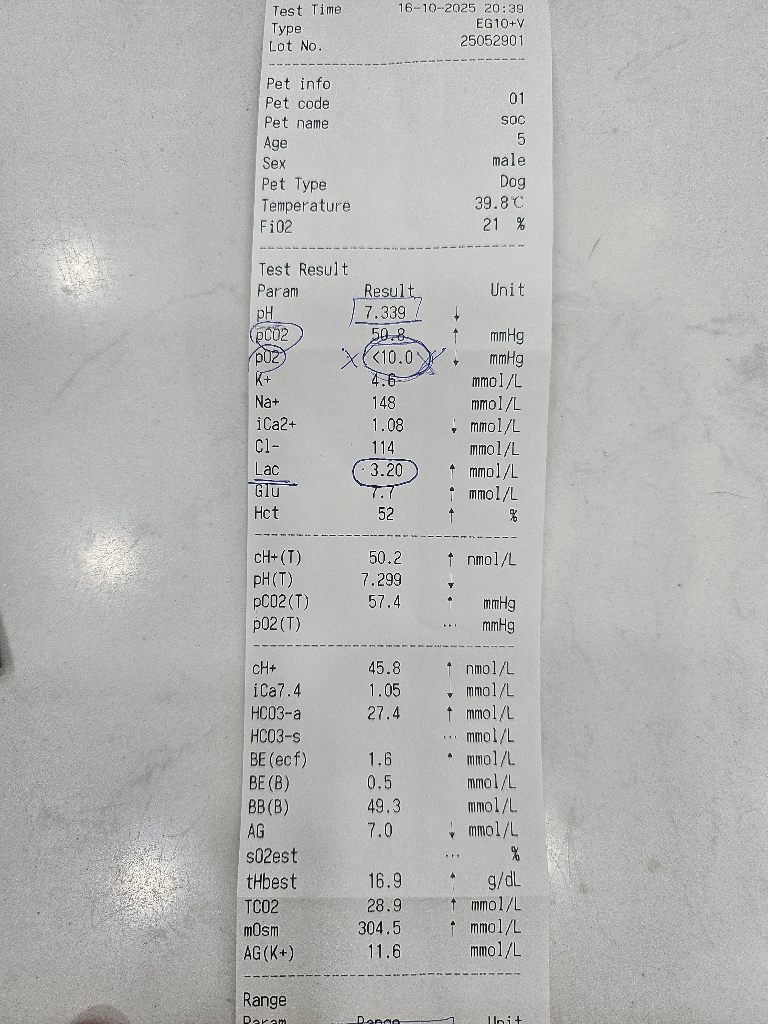 Test Time 16-10-2025 20:39
Type EG10+V
Lot No. 25052901
Pet info
Pet code 01
Pet name soc
Age 5
Sex male
Pet Type Dog
Temperature 39.8℃
FiO2 21 %
Test Result
Param Result Unit
pH 7.339 ↓
pCO2 50.8 ↑ mmHg
pO2 <10.0 ↓ mmHg
K+ 4.6 mmol/L
Na+ 148 mmol/L
iCa2+ 1.08 ↓ mmol/L
Cl- 114 mmol/L
Lac 3.20 ↑ mmol/L
Glu 7.7 ↑ mmol/L
Hct 52 ↑ %
cH+(T) 50.2 ↑ nmol/L
pH(T) 7.299 ↓
pCO2(T) 57.4 ↑ mmHg
pO2(T) ... mmHg
cH+ 45.8 ↑ nmol/L
iCa7.4 1.05 ↓ mmol/L
HCO3-a 27.4 ↑ mmol/L
HCO3-s ... mmol/L
BE(ecf) 1.6 ↑ mmol/L
BE(B) 0.5 mmol/L
BB(B) 49.3 mmol/L
AG 7.0 ↓ mmol/L
sO2est ... %
tHbest 16.9 ↑ g/dL
TCO2 28.9 ↑ mmol/L
mOsm 304.5 ↑ mmol/L
AG(K+) 11.6 mmol/L
Range
Param Range Unit